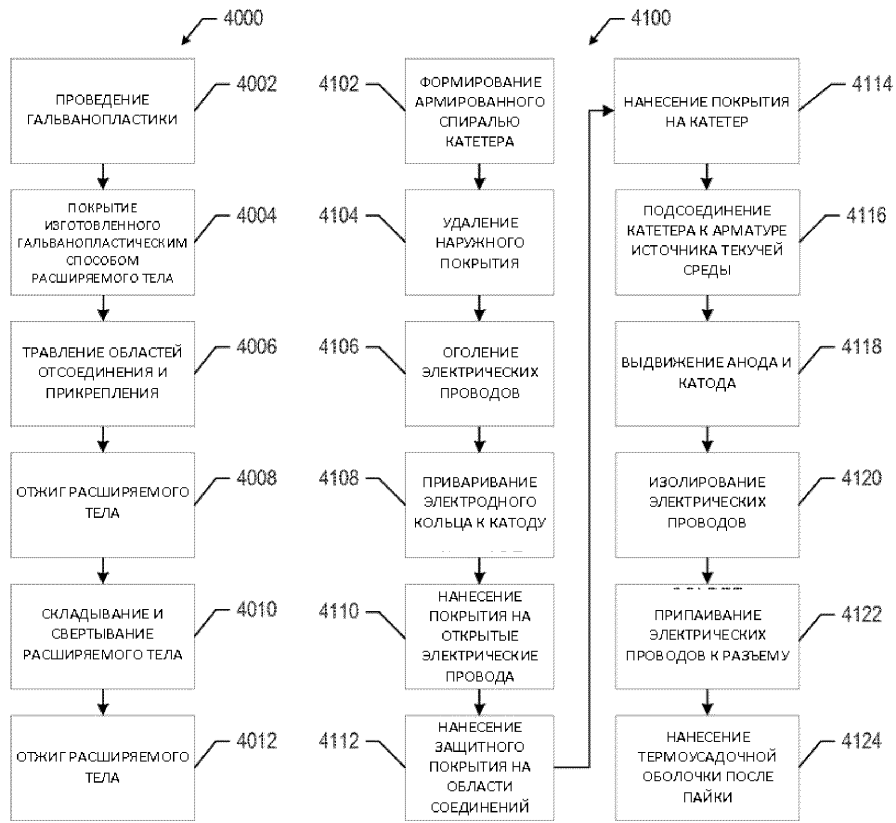 4000
ПРОВЕДЕНИЕ
ГАЛЬВАНОПЛАСТИКИ
4002
ПОКРЫТИЕ
ИЗГОТОВЛЕННОГО
ГАЛЬВАНОПЛАСТИЧЕСКИМ
СПОСОБОМ
РАСШИРЯЕМОГО ТЕЛА
4004
ТРАВЛЕНИЕ ОБЛАСТЕЙ
ОТСОЕДИНЕНИЯ И
ПРИКРЕПЛЕНИЯ
4006
ОТЖИГ РАСШИРЯЕМОГО
ТЕЛА
4008
СКЛАДЫВАНИЕ И
СВЕРТЫВАНИЕ
РАСШИРЯЕМОГО ТЕЛА
4010
ОТЖИГ РАСШИРЯЕМОГО
ТЕЛА
4012
4100
4102
ФОРМИРОВАНИЕ
АРМИРОВАННОГО
СПИРАЛЬЮ
КАТЕТЕРА
4104
УДАЛЕНИЕ
НАРУЖНОГО
ПОКРЫТИЯ
4106
ОГОЛЕНИЕ
ЭЛЕКТРИЧЕСКИХ
ПРОВОДОВ
4108
ПРИВАРИВАНИЕ
ЭЛЕКТРОДНОГО
КОЛЬЦА К КАТОДУ
4110
НАНЕСЕНИЕ
ПОКРЫТИЯ НА
ОТКРЫТЫЕ
ЭЛЕКТРИЧЕСКИЕ
ПРОВОДА
4112
НАНЕСЕНИЕ
ЗАЩИТНОГО
ПОКРЫТИЯ НА
ОБЛАСТИ
СОЕДИНЕНИЙ
НАНЕСЕНИЕ ПОКРЫТИЯ
НА КАТЕТЕР
4114
ПОДСОЕДИНЕНИЕ
КАТЕТЕРА К АРМАТУРЕ
ИСТОЧНИКА ТЕКУЧЕЙ
СРЕДЫ
4116
ВЫДВИЖЕНИЕ АНОДА И
КАТОДА
4118
ИЗОЛИРОВАНИЕ
ЭЛЕКТРИЧЕСКИХ
ПРОВОДОВ
4120
ПРИПАИВАНИЕ
ЭЛЕКТРИЧЕСКИХ
ПРОВОДОВ К РАЗЪЕМУ
4122
НАНЕСЕНИЕ
ТЕРМОУСАДОЧНОЙ
ОБОЛОЧКИ ПОСЛЕ
ПАЙКИ
4124